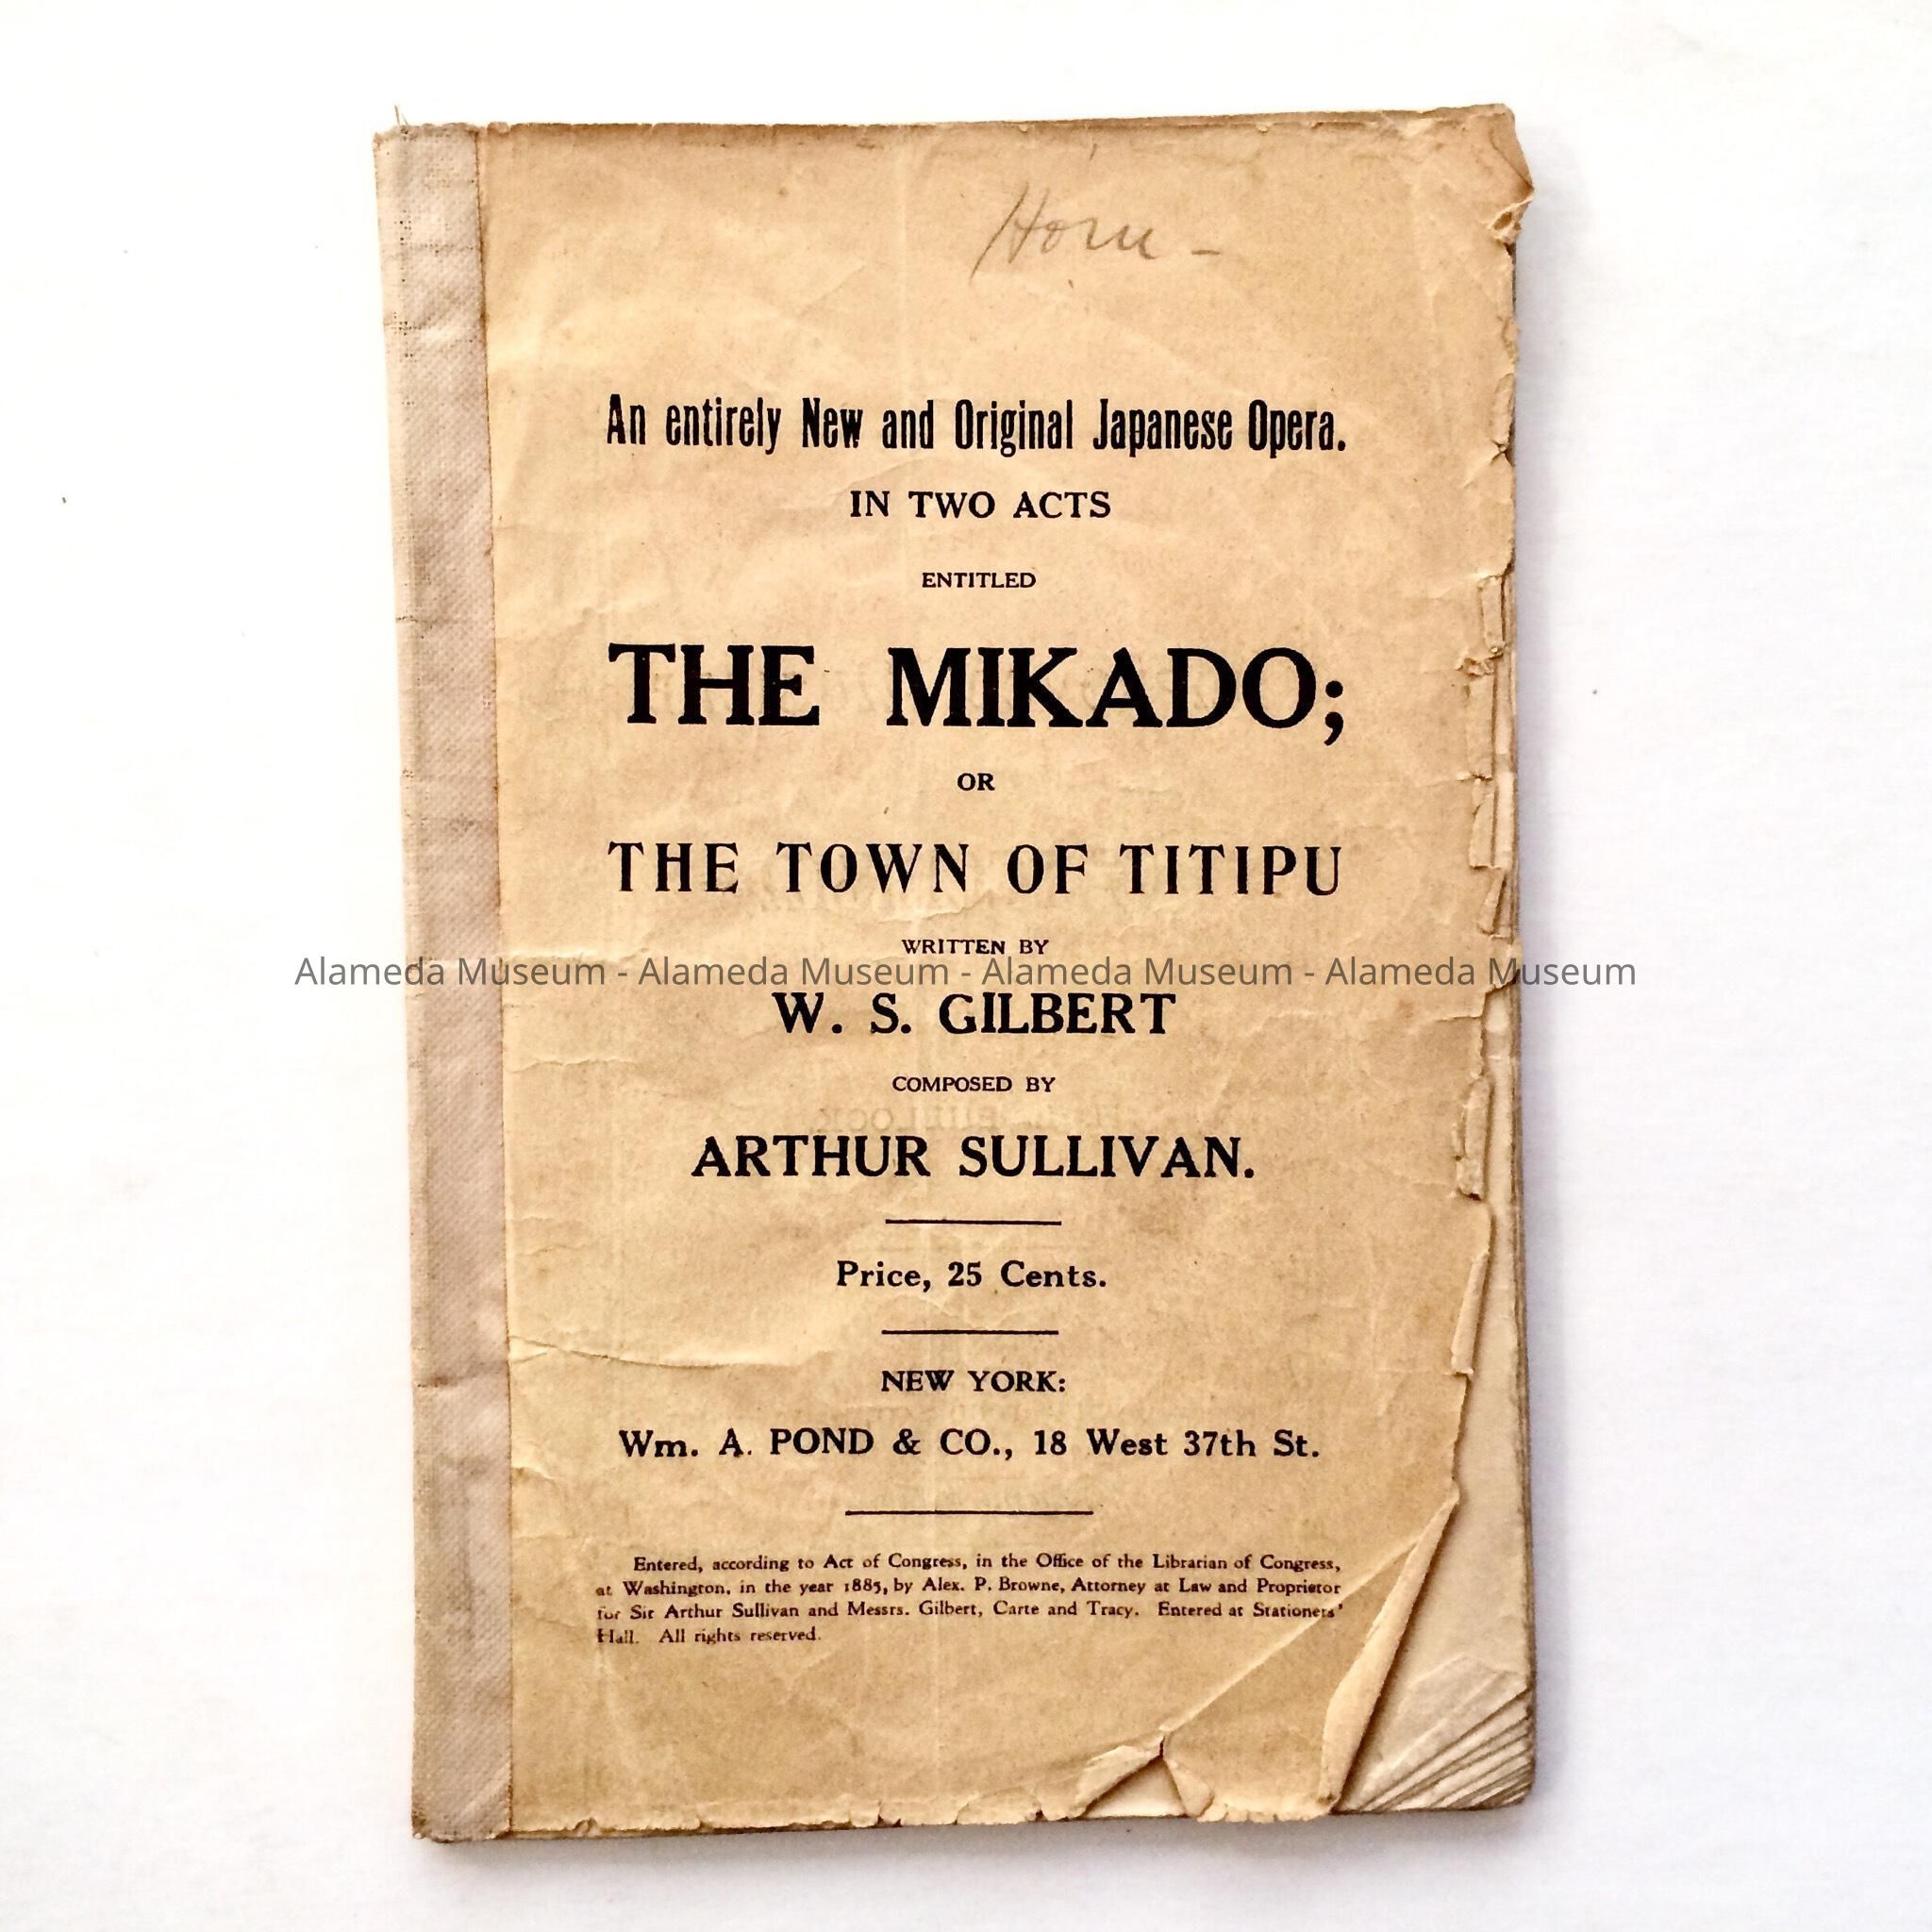 Horn -
An entirely New and Original Japanese Opera.
IN TWO ACTS
ENTITLED
THE MIKADO;
OR
THE TOWN OF TITIPU
WRITTEN BY
Alameda Museum - Alameda Museum - Alameda Museum - Alameda Museum
W. S. GILBERT
COMPOSED BY
ARTHUR SULLIVAN.
Price, 25 Cents.
NEW YORK:
Wm. A. POND & CO., 18 West 37th St.
Entered, according to Act of Congress, in the Office of the Librarian of Congress,
at Washington, in the year 1885, by Alex. P. Browne, Attorney at Law and Proprietor
for Sir Arthur Sullivan and Messrs. Gilbert, Carte and Tracy. Entered at Stationers'
Hall. All rights reserved.